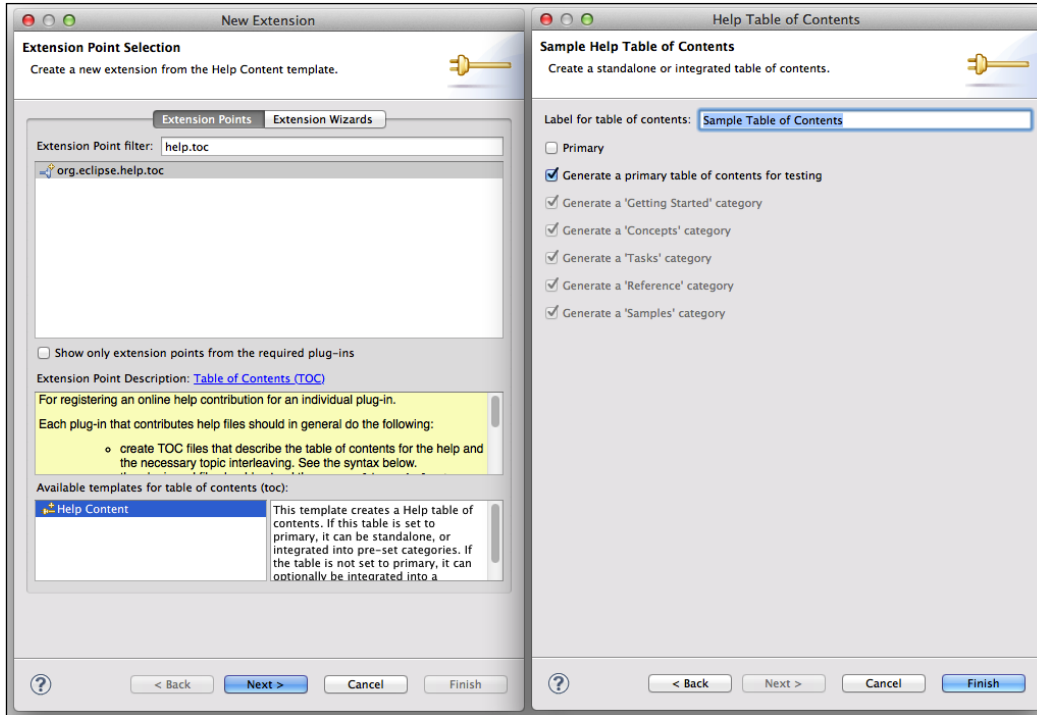 New Extension
Extension Point Selection
Create a new extension from the Help Content template.
Extension Points
Extension Wizards
Extension Point filter: help.toc
org.eclipse.help.toc
Show only extension points from the required plug-ins
Extension Point Description: Table of Contents (TOC)
For registering an online help contribution for an individual plug-in.
Each plug-in that contributes help files should in general do the following:
create TOC files that describe the table of contents for the help and
the necessary topic interleaving. See the syntax below.
Available templates for table of contents (toc):
Help Content
This template creates a Help table of
contents. If this table is set to
primary, it can be standalone, or
integrated into pre-set categories. If
the table is not set to primary, it can
optionally be integrated into a
?
< Back
Next >
Cancel
Finish
Help Table of Contents
Sample Help Table of Contents
Create a standalone or integrated table of contents.
Label for table of contents: Sample Table of Contents
Primary
Generate a primary table of contents for testing
Generate a 'Getting Started' category
Generate a 'Concepts' category
Generate a 'Tasks' category
Generate a 'Reference' category
Generate a 'Samples' category
?
< Back
Next >
Cancel
Finish